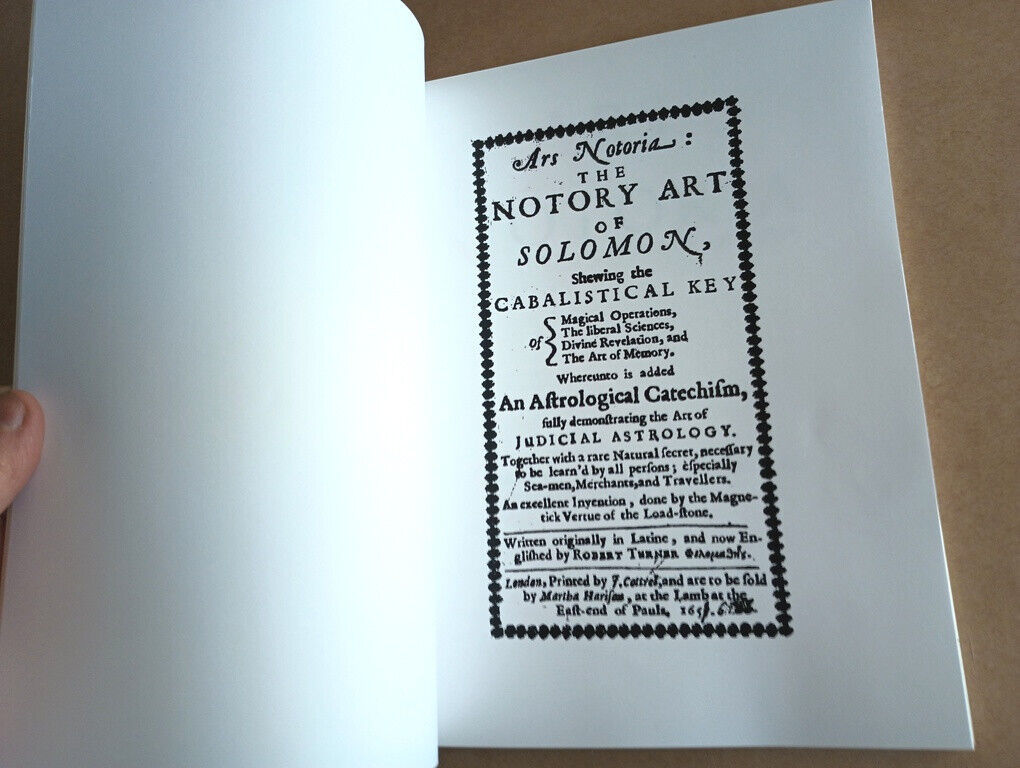 Ars Notoria:
THE
NOTORY ART
OF
SOLOMON,
Shewing the
CABALISTICAL KEY
of { Magical Operations,
The liberal Sciences,
Divine Revelation, and
The Art of Memory.
Whereunto is added
An Aſtrological Catechiſm,
fully demonſtrating the Art of
JUDICIAL ASTROLOGY.
Together with a rare Natural ſecret, neceſſary
to be learn'd by all perſons; eſpecially
Sea-men, Merchants, and Travellers.
An excellent Invention, done by the Magne-
tick Vertue of the Load-ſtone.
Written originally in Latine, and now En-
gliſhed by ROBERT TURNER
London, Printed by J. Cottrel, and are to be ſold
by Martha Hariſon, at the Lamb at the
Eaſt-end of Pauls.